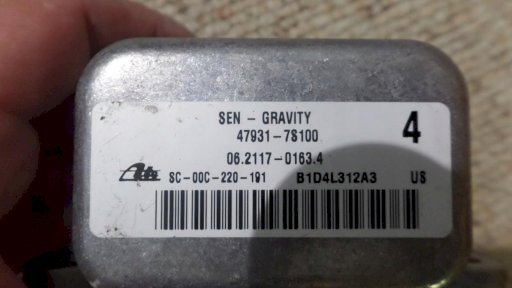 SEN - GRAVITY
47931-7S100
4
06.2117-0163.4
Ate SC-00C-220-191 B1D4L312A3 US